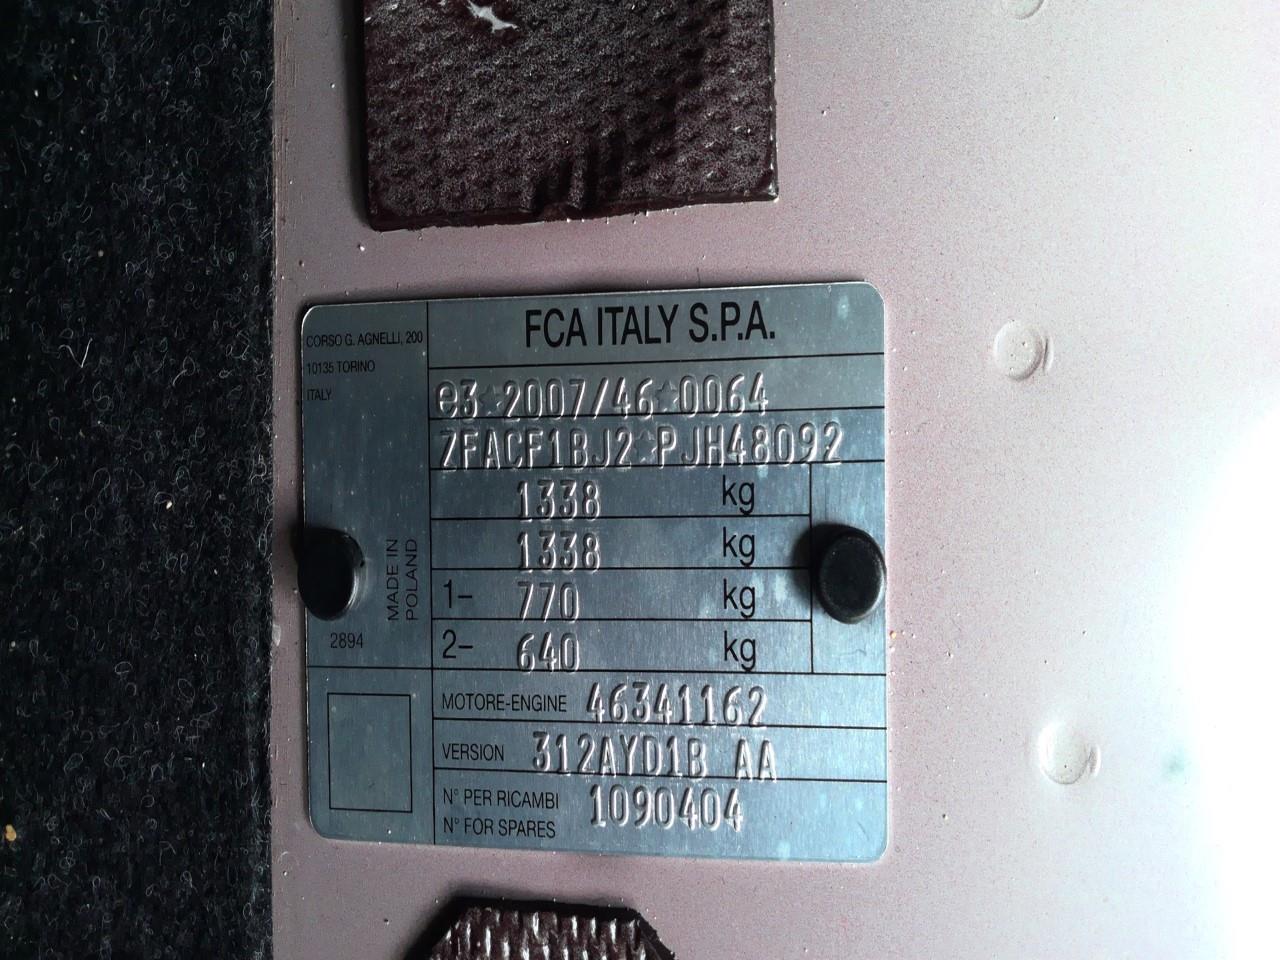 FCA ITALY S.P.A.
CORSO G. AGNELLI, 200
10135 TORINO
ITALY
e3*2007/46*0064
ZFACF1BJ2*PJH48092
1338 kg
1338 kg
1- 770 kg
2- 640 kg
MADE IN
POLAND
2894
MOTORE-ENGINE 46341162
VERSION 312AYD1B AA
N° PER RICAMBI
N° FOR SPARES
1090404